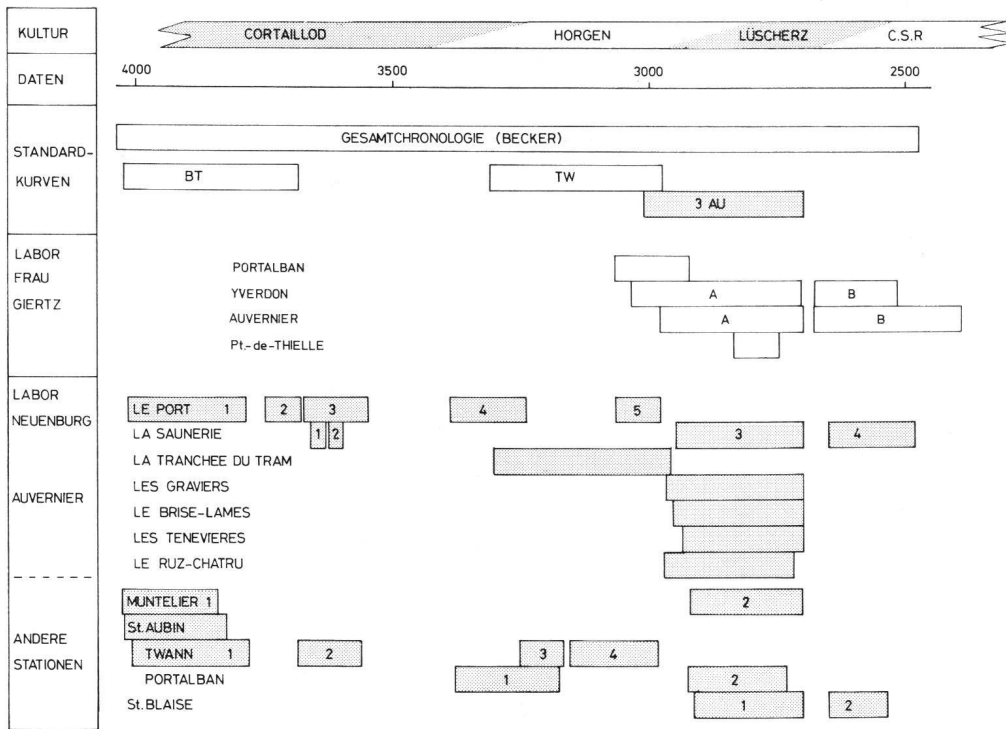 KULTUR CORTAILLOD HORGEN LÜSCHERZ C.S.R
DATEN 4000 3500 3000 2500
STANDARD-
KURVEN
GESAMTCHRONOLOGIE (BECKER)
BT TW
3 AU
LABOR
FRAU
GIERTZ
PORTALBAN
YVERDON A B
AUVERNIER A B
Pt.-de-THIELLE
LABOR
NEUENBURG
LE PORT 1 2 3 4 5
LA SAUNERIE 1 2 3 4
LA TRANCHEE DU TRAM
AUVERNIER
LES GRAVIERS
LE BRISE-LAMES
LES TENEVIERES
LE RUZ-CHATRU
ANDERE
STATIONEN
MUNTELIER 1 2
St. AUBIN
TWANN 1 2 3 4
PORTALBAN 1 2
St. BLAISE 1 2